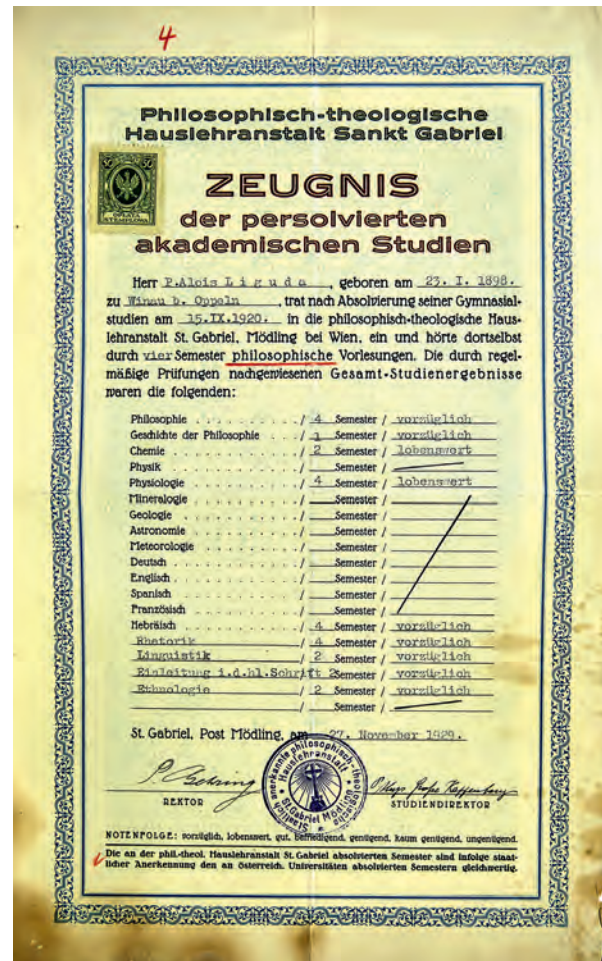 4
Philosophisch-theologische
Hauslehranstalt Sankt Gabriel
ZEUGNIS
der persolvierten
akademischen Studien
Herr P.Alois Liguda, geboren am 23. I. 1898.
zu Winau b. Oppeln, trat nach Absolvierung seiner Gymnasial-
studien am 15.IX.1920. in die philosophisch-theologische Haus-
lehranstalt St. Gabriel, Mödling bei Wien, ein und hörte dortselbst
durch vier Semester philosophische Vorlesungen. Die durch regel-
mäßige Prüfungen nachgewiesenen Gesamt-Studienergebnisse
waren die folgenden:
Philosophie . . . . . . . . . . / 4 Semester / vorzüglich
Geschichte der Philosophie . . . / 1 Semester / vorzüglich
Chemie . . . . . . . . . . . . / 2 Semester / lobenswert
Physik . . . . . . . . . . . . / Semester /
Physiologie . . . . . . . . . . / 4 Semester / lobenswert
Mineralogie . . . . . . . . . . / Semester /
Geologie . . . . . . . . . . . / Semester /
Astronomie . . . . . . . . . . / Semester /
Meteorologie . . . . . . . . . / Semester /
Deutsch . . . . . . . . . . . . / Semester /
Englisch . . . . . . . . . . . / Semester /
Spanisch . . . . . . . . . . . / Semester /
Französisch . . . . . . . . . . / Semester /
Hebräisch . . . . . . . . . . . / 4 Semester / vorzüglich
Rhetorik / 4 Semester / vorzüglich
Linguistik / 2 Semester / vorzüglich
Einleitung i.d.hl.Schrift 2 Semester / vorzüglich
Ethnologie / 2 Semester / vorzüglich
/ Semester /
St. Gabriel, Post Mödling, am 27. November 1929.
Staatlich anerkannte philosophisch-theologische
Hauslehranstalt
St. Gabriel Mödling
REKTOR
STUDIENDIREKTOR
NOTENFOLGE: vorzüglich, lobenswert, gut, befriedigend, genügend, kaum genügend, ungenügend.
Die an der phil.-theol. Hauslehranstalt St. Gabriel absolvierten Semester sind infolge staat-
licher Anerkennung den an österreich. Universitäten absolvierten Semestern gleichwertig.